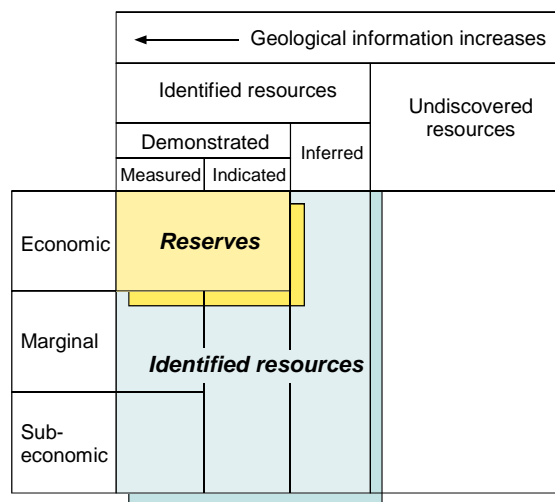 Geological information increases
Identified resources
Undiscovered
resources
Demonstrated
Inferred
Measured
Indicated
Economic
Reserves
Marginal
Identified resources
Sub-
economic